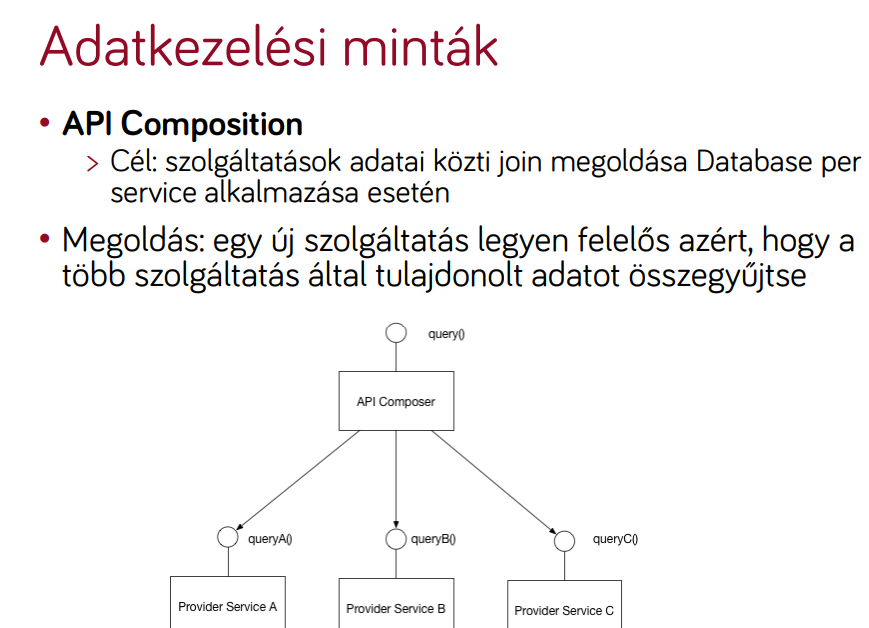 Adatkezelési minták
• API Composition
> Cél: szolgáltatások adatai közti join megoldása Database per
service alkalmazása esetén
• Megoldás: egy új szolgáltatás legyen felelős azért, hogy a
több szolgáltatás által tulajdonolt adatot összegyűjtse
query()
API Composer
queryA()
queryB()
queryC()
Provider Service A
Provider Service B
Provider Service C